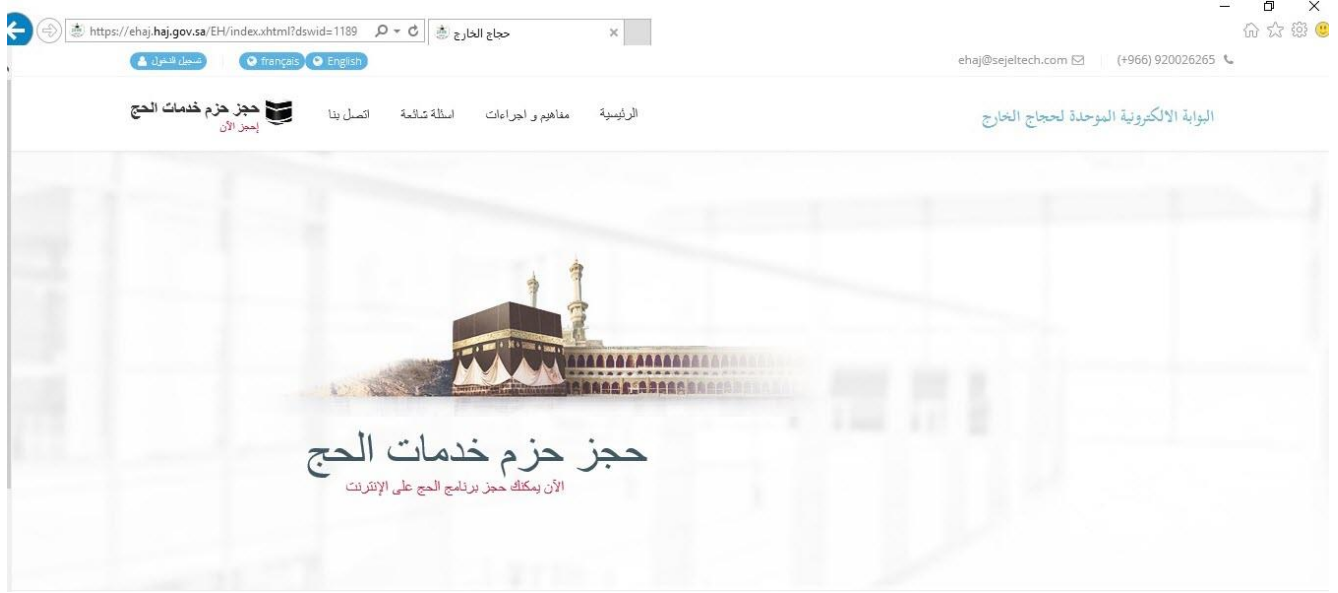 https://ehaj.haj.gov.sa/EH/index.xhtml?dswid=1189
حجاج الخارج
(+966) 920026265
ehaj@sejeltech.com
English
français
تسجيل الدخول
البوابة الالكترونية الموحدة لحجاج الخارج
الرئيسية
مفاهيم و اجراءات
اسئلة شائعة
اتصل بنا
حجز حزم خدمات الحج
إحجز الأن
حجز حزم خدمات الحج
الآن يمكنك حجز برنامج الحج على الإنترنت